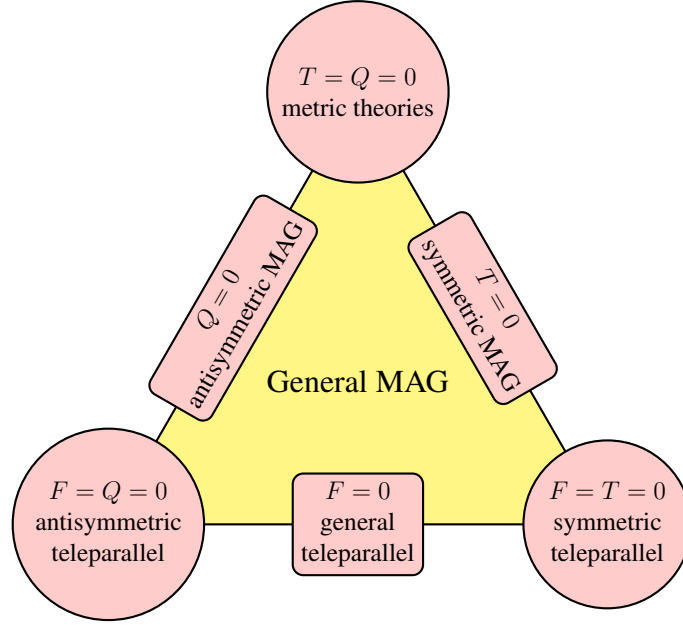 T = Q = 0
metric theories
Q = 0
antisymmetric MAG
T = 0
symmetric MAG
General MAG
F = Q = 0
antisymmetric
teleparallel
F = 0
general
teleparallel
F = T = 0
symmetric
teleparallel